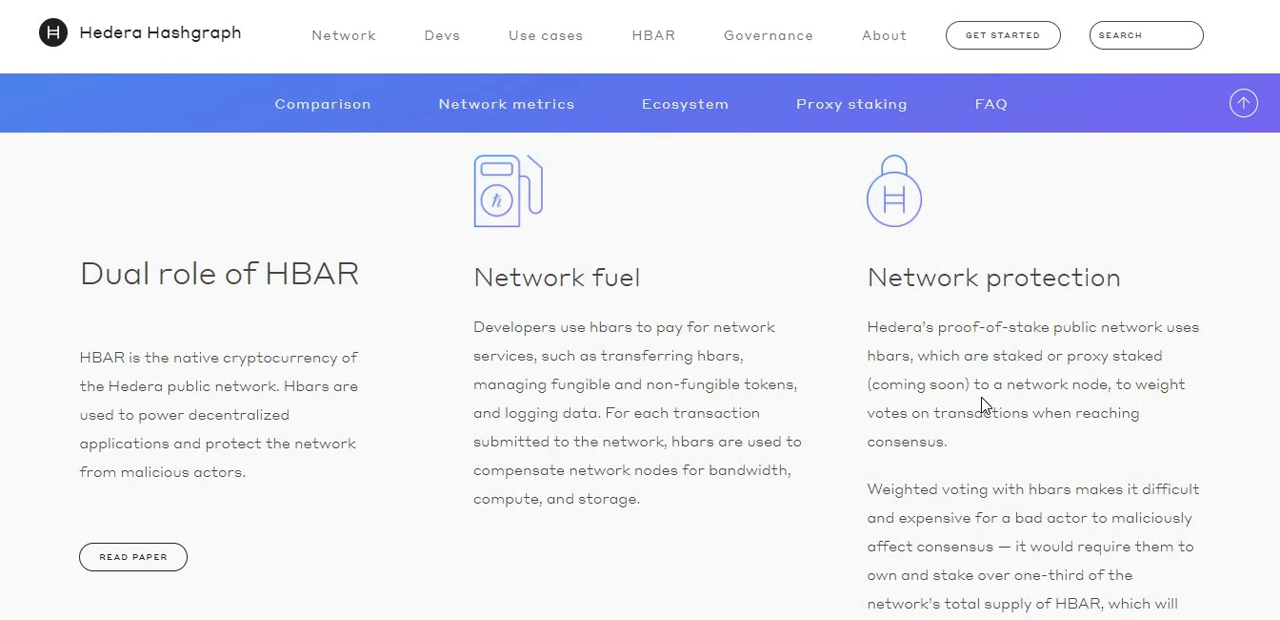 Hedera Hashgraph
Network Devs Use cases HBAR Governance About GET STARTED SEARCH
Comparison Network metrics Ecosystem Proxy staking FAQ
Dual role of HBAR
HBAR is the native cryptocurrency of
the Hedera public network. Hbars are
used to power decentralized
applications and protect the network
from malicious actors.
READ PAPER
ħ
Network fuel
Developers use hbars to pay for network
services, such as transferring hbars,
managing fungible and non-fungible tokens,
and logging data. For each transaction
submitted to the network, hbars are used to
compensate network nodes for bandwidth,
compute, and storage.
Network protection
Hedera's proof-of-stake public network uses
hbars, which are staked or proxy staked
(coming soon) to a network node, to weight
votes on transactions when reaching
consensus.
Weighted voting with hbars makes it difficult
and expensive for a bad actor to maliciously
affect consensus — it would require them to
own and stake over one-third of the
network's total supply of HBAR, which will